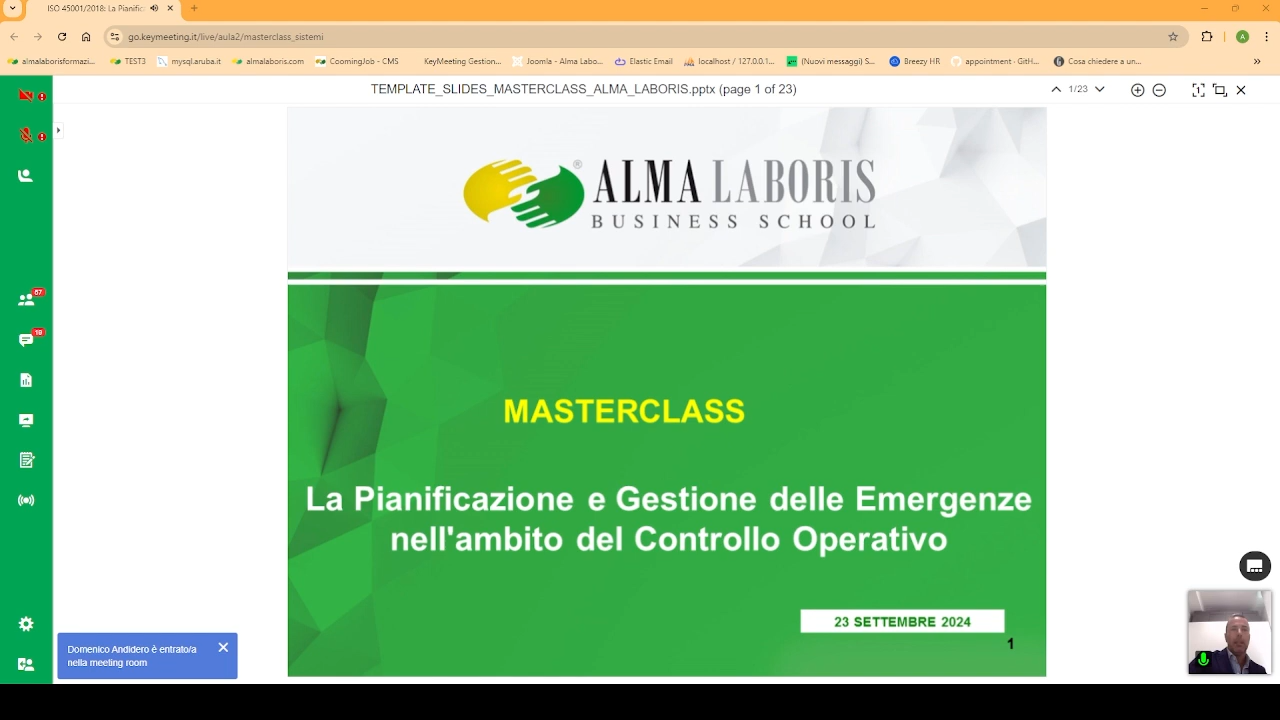 ISO 45001/2018: La Pianific
go.keymeeting.it/live/aula2/masterclass_sistemi
A
almalaborisformazi...
TEST3
mysql.aruba.it
almalaboris.com
CoomingJob - CMS
KeyMeeting Gestion...
Joomla - Alma Labo...
Elastic Email
localhost / 127.0.0.1...
(Nuovi messaggi) S...
Breezy HR
appointment · GitH...
Cosa chiedere a un...
»
TEMPLATE_SLIDES_MASTERCLASS_ALMA_LABORIS.pptx (page 1 of 23)
1/23
ALMA LABORIS
®
BUSINESS SCHOOL
67
18
MASTERCLASS
La Pianificazione e Gestione delle Emergenze
nell'ambito del Controllo Operativo
23 SETTEMBRE 2024
1
Domenico Andidero è entrato/a
nella meeting room